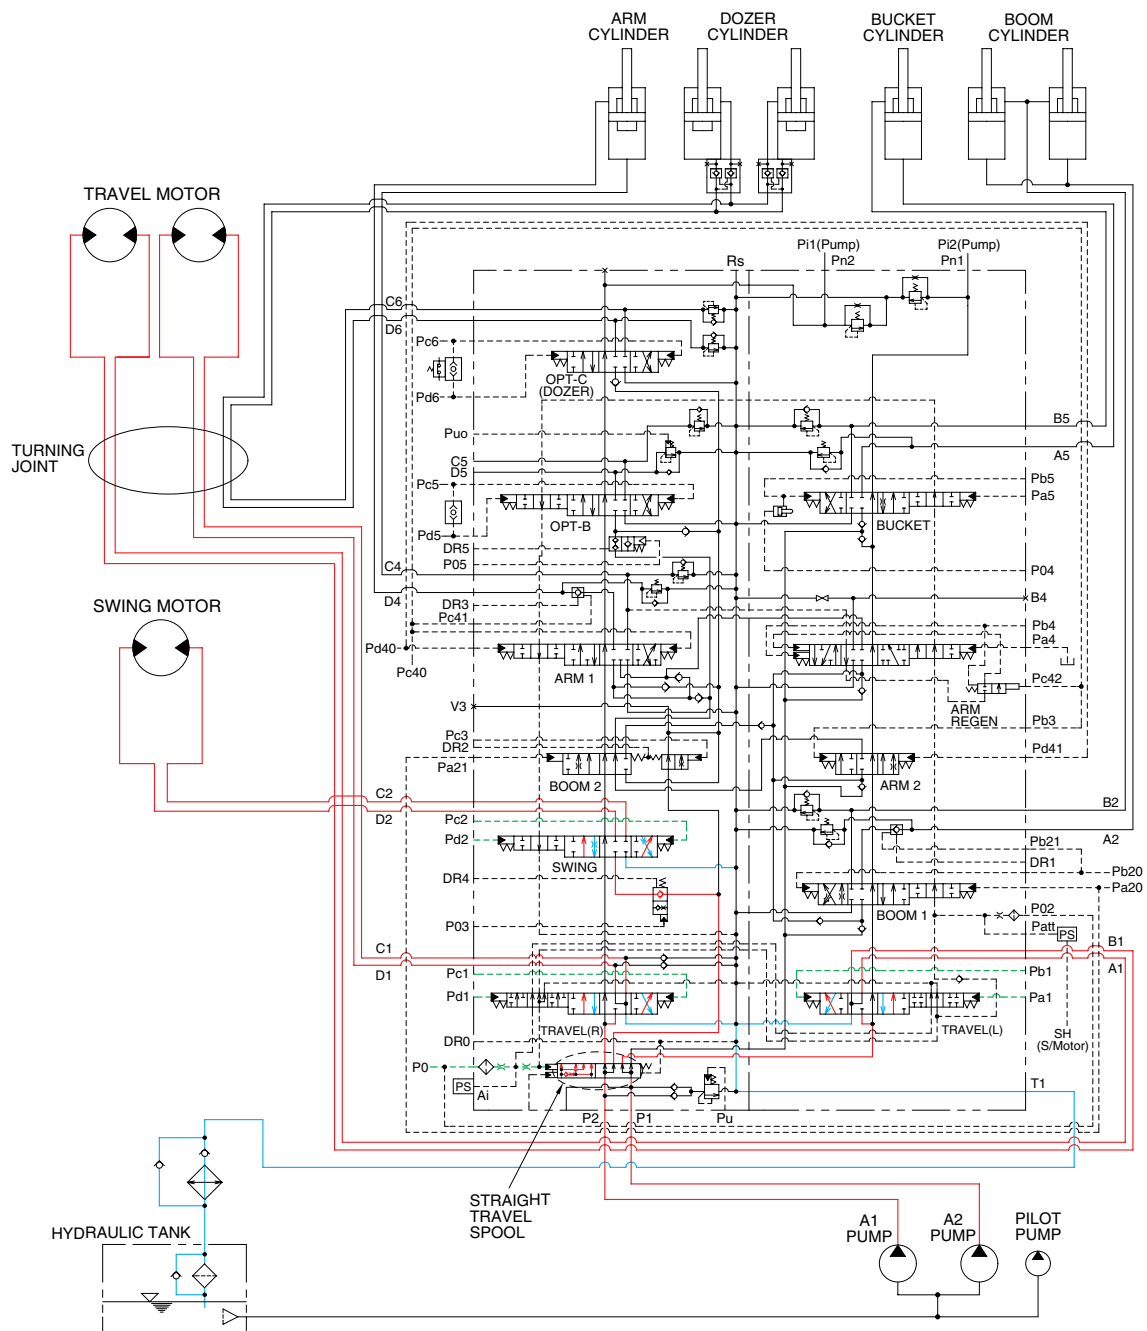 ARM
CYLINDER
DOZER
CYLINDER
BUCKET
CYLINDER
BOOM
CYLINDER
TRAVEL MOTOR
Pi1(Pump)
Pn2
Pi2(Pump)
Pn1
Rs
C6
D6
Pc6
OPT-C
(DOZER)
Pd6
Puo
B5
TURNING
JOINT
C5
D5
A5
Pc5
Pb5
Pa5
OPT-B
BUCKET
Pd5
DR5
P05
C4
P04
D4
B4
SWING MOTOR
DR3
Pc41
Pb4
Pa4
Pd40
Pc40
ARM 1
Pc42
ARM
REGEN
V3
Pb3
Pc3
DR2
Pd41
Pa21
BOOM 2
ARM 2
C2
D2
B2
A2
Pc2
Pd2
Pb21
SWING
DR1
Pb20
DR4
Pa20
BOOM 1
P03
P02
Patt
PS
C1
D1
B1
A1
Pc1
Pb1
Pd1
Pa1
TRAVEL(R)
TRAVEL(L)
SH
(S/Motor)
DR0
P0
PS
Ai
T1
P2
P1
Pu
STRAIGHT
TRAVEL
SPOOL
HYDRAULIC TANK
A1
PUMP
A2
PUMP
PILOT
PUMP